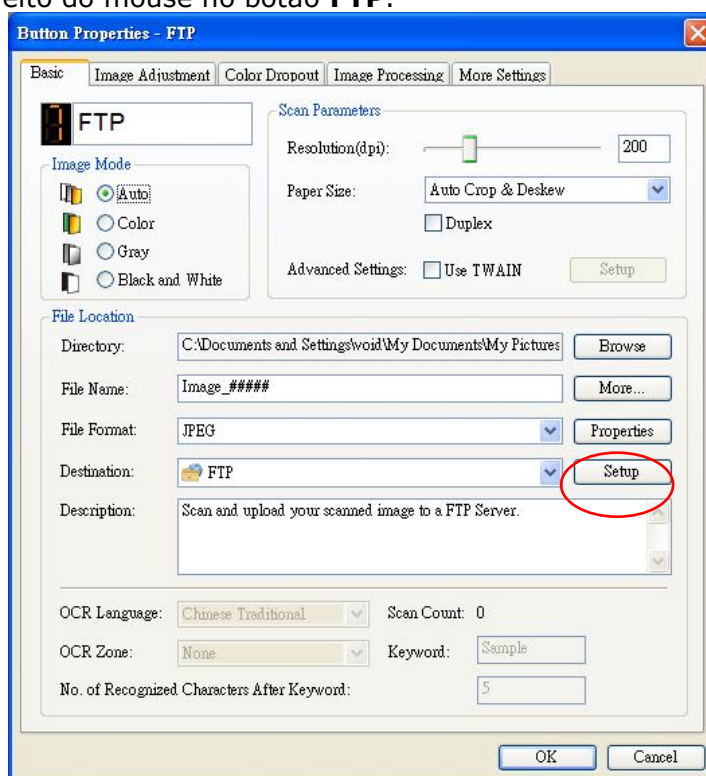 eito do mouse no botão FTP.
Button Properties - FTP
Basic Image Adjustment Color Dropout Image Processing More Settings
FTP
Scan Parameters
Resolution(dpi): 200
Image Mode
Auto
Paper Size: Auto Crop & Deskew
Color
Duplex
Gray
Advanced Settings: Use TWAIN Setup
Black and White
File Location
Directory: C:\Documents and Settings\void\My Documents\My Pictures Browse
File Name: Image_##### More...
File Format: JPEG Properties
Destination: FTP Setup
Description: Scan and upload your scanned image to a FTP Server.
OCR Language: Chinese Traditional Scan Count: 0
OCR Zone: None Keyword: Sample
No. of Recognized Characters After Keyword: 5
OK Cancel